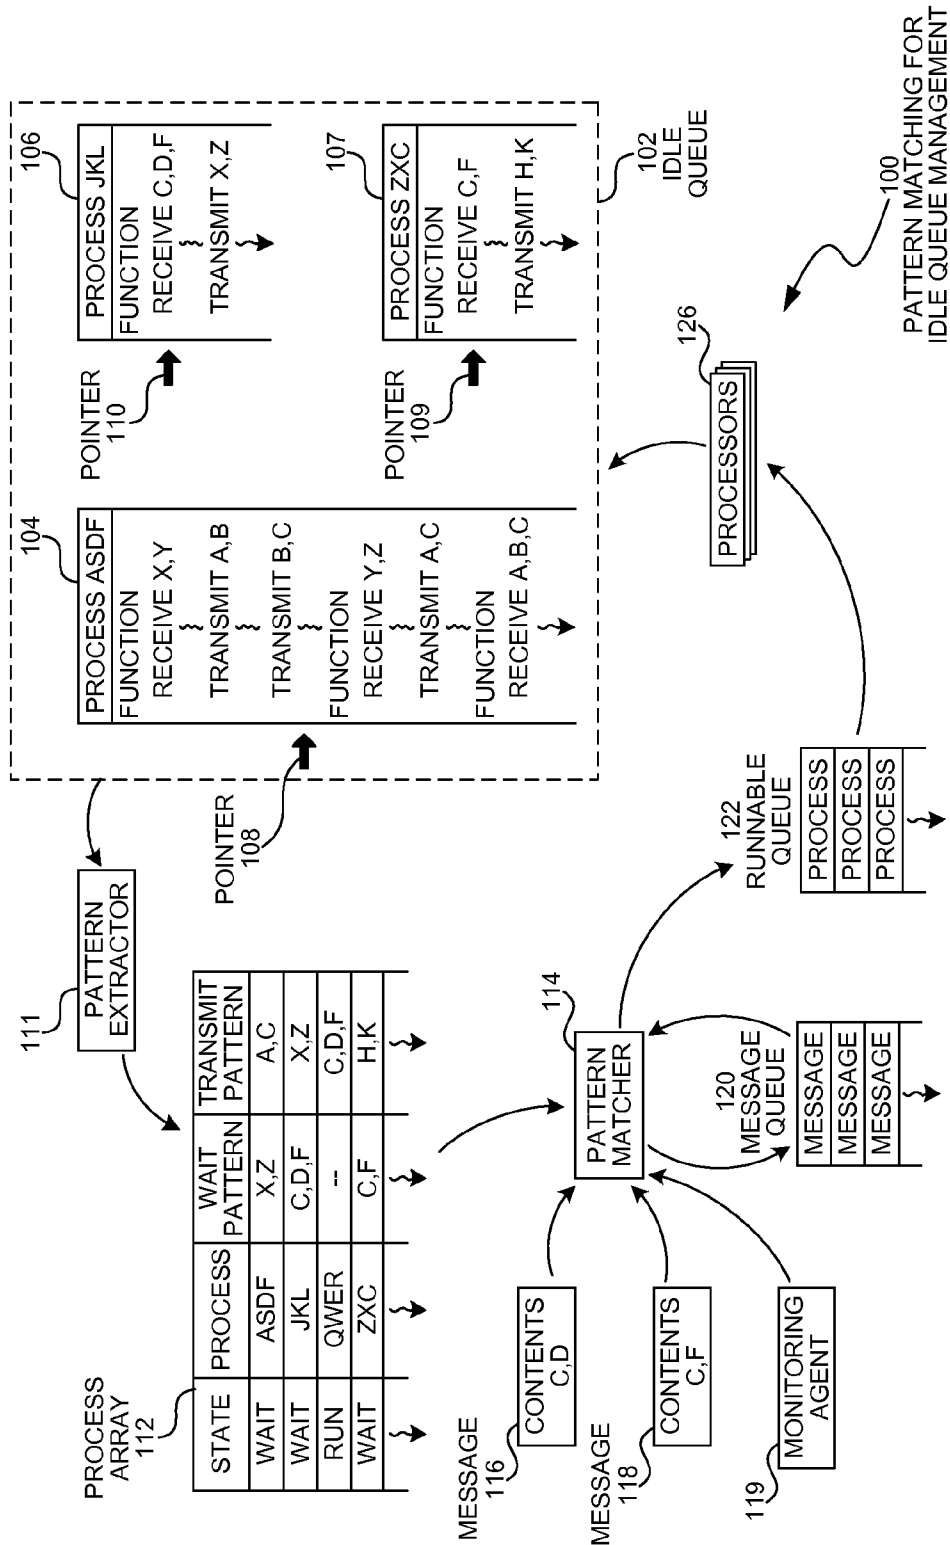 PROCESS
ARRAY
112
STATE PROCESS WAIT PATTERN TRANSMIT PATTERN
WAIT ASDF X,Z A,C
WAIT JKL C,D,F X,Z
RUN QWER -- C,D,F
WAIT ZXC C,F H,K
111
PATTERN
EXTRACTOR
POINTER
108
104
PROCESS ASDF
FUNCTION
RECEIVE X,Y
TRANSMIT A,B
TRANSMIT B,C
FUNCTION
RECEIVE Y,Z
TRANSMIT A,C
FUNCTION
RECEIVE A,B,C
POINTER
110
106
PROCESS JKL
FUNCTION
RECEIVE C,D,F
TRANSMIT X,Z
POINTER
109
107
PROCESS ZXC
FUNCTION
RECEIVE C,F
TRANSMIT H,K
102
IDLE
QUEUE
MESSAGE
116
CONTENTS
C,D
MESSAGE
118
CONTENTS
C,F
119
MONITORING
AGENT
114
PATTERN
MATCHER
120
MESSAGE
QUEUE
MESSAGE
MESSAGE
MESSAGE
122
RUNNABLE
QUEUE
PROCESS
PROCESS
PROCESS
126
PROCESSORS
100
PATTERN MATCHING FOR
IDLE QUEUE MANAGEMENT